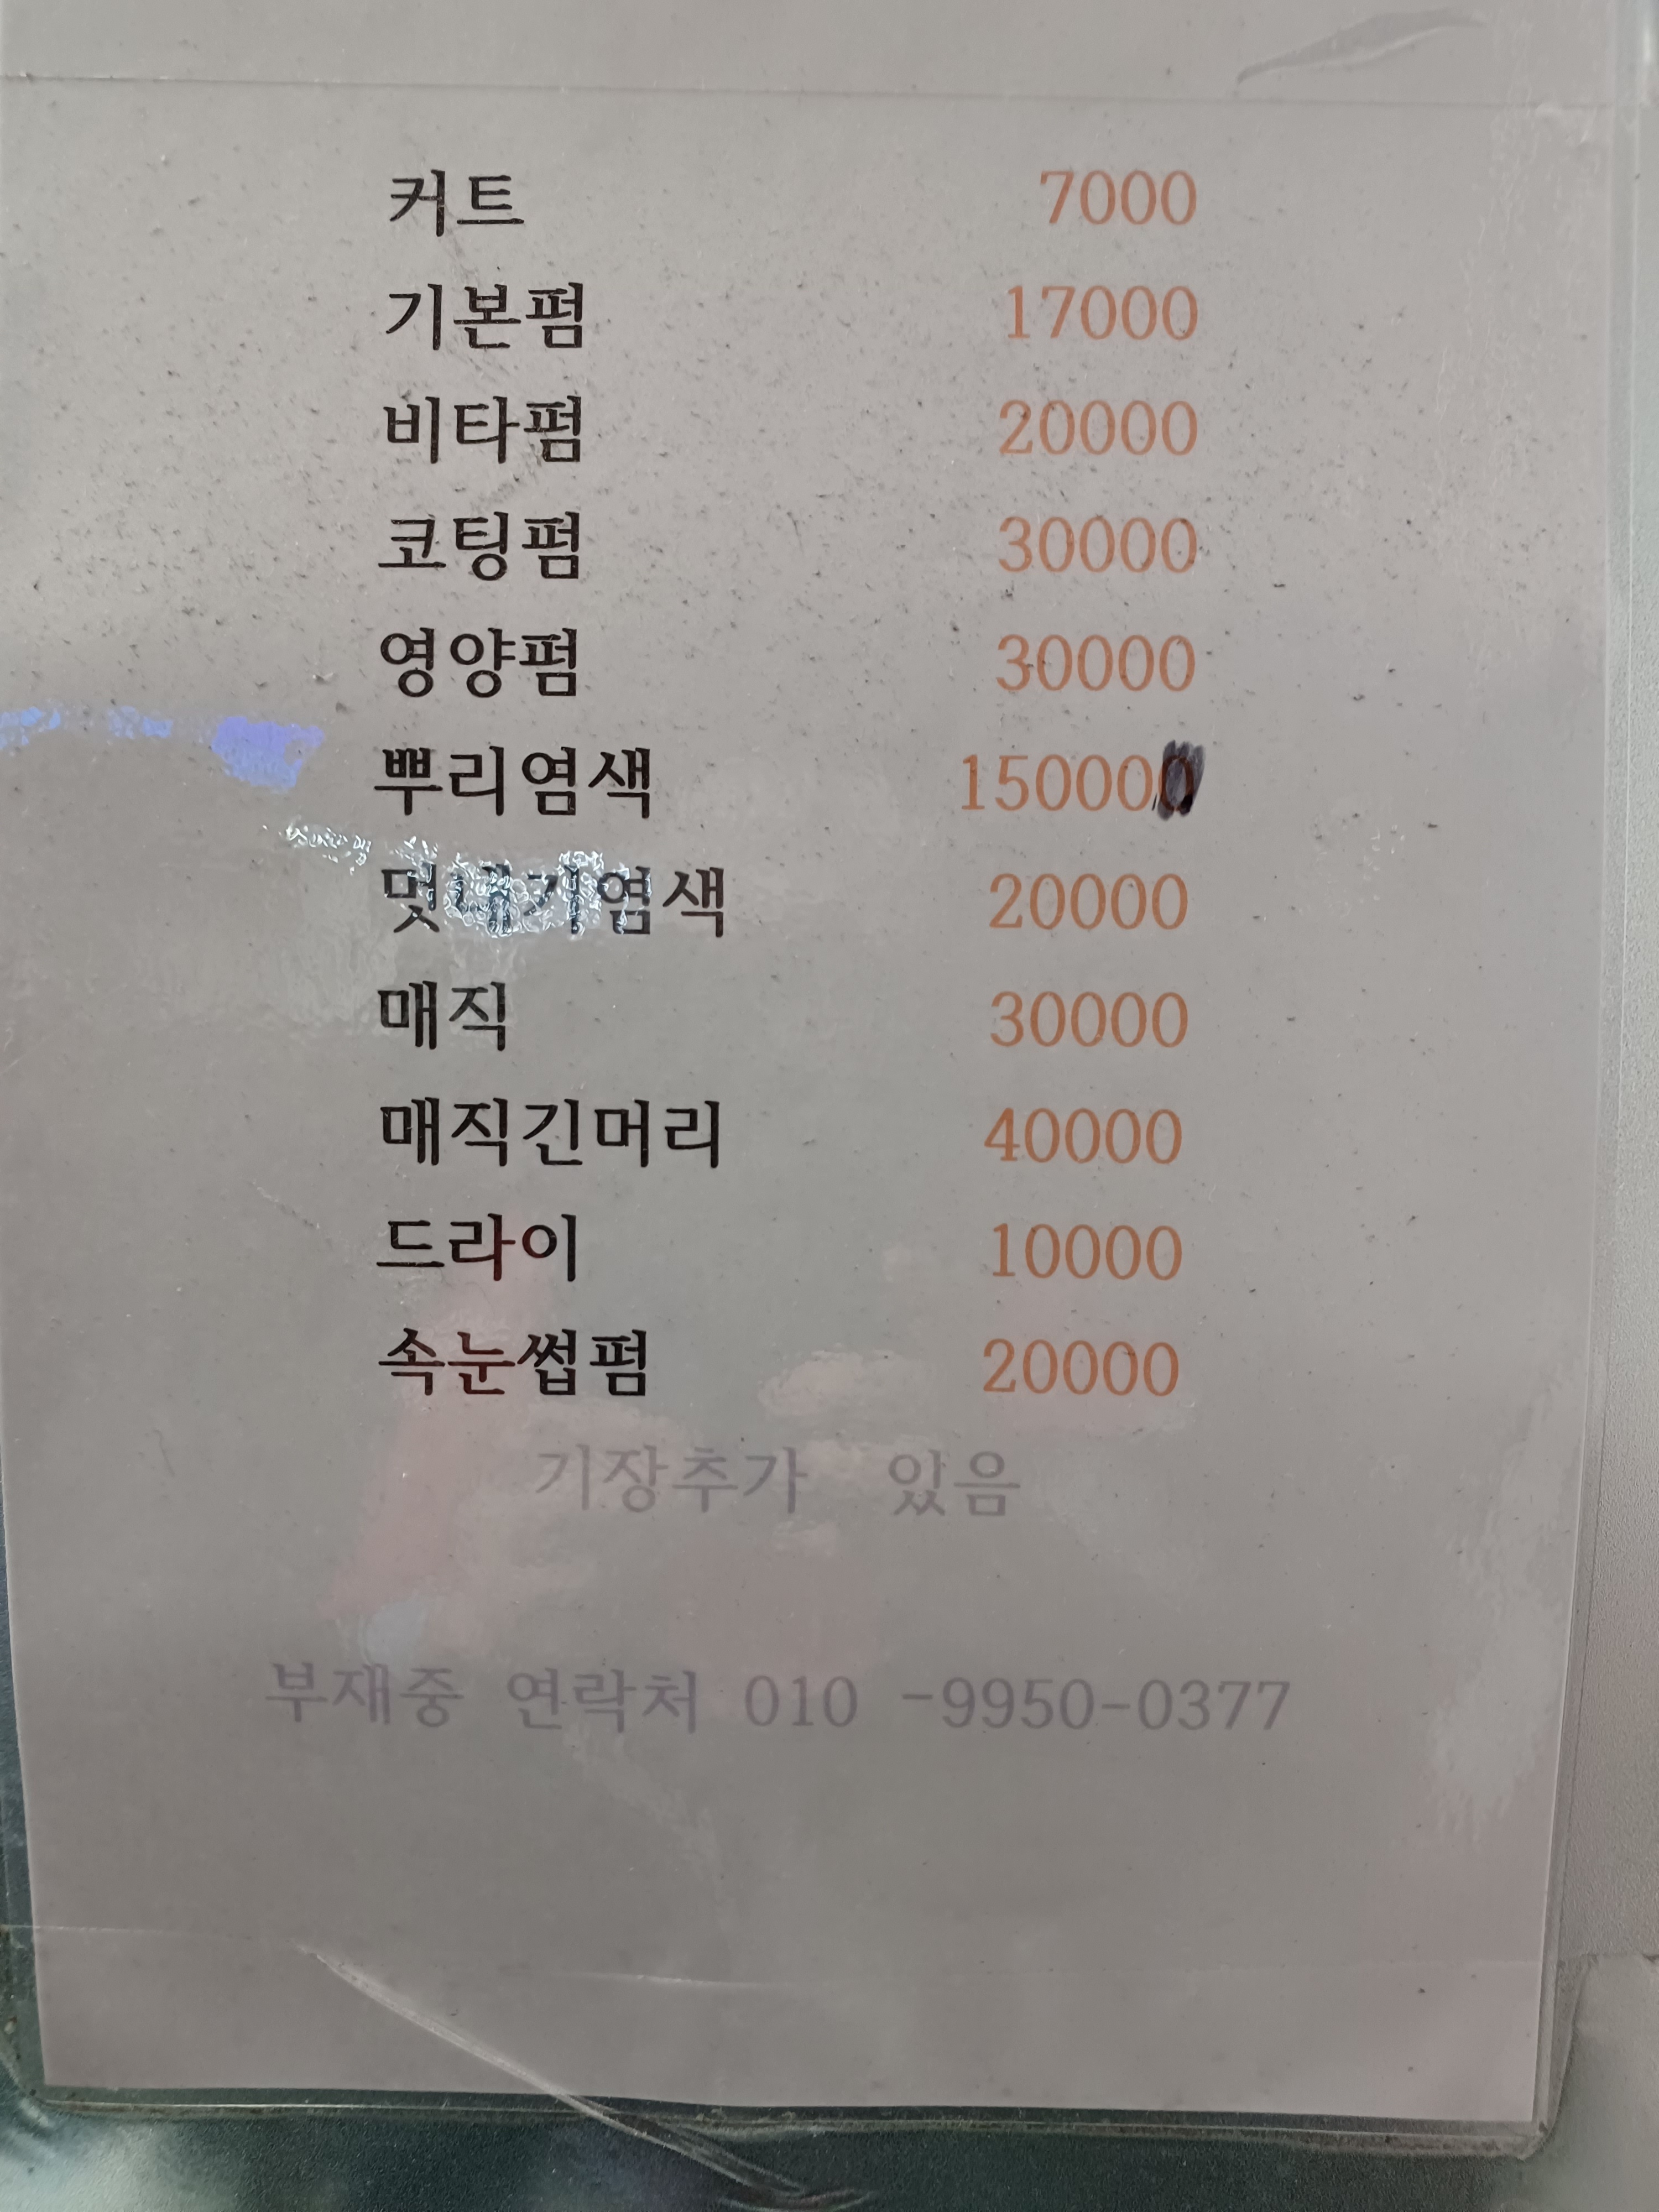 커트 7000
기본펌 17000
비타펌 20000
코팅펌 30000
영양펌 30000
뿌리염색 15000
멋내기염색 20000
매직 30000
매직긴머리 40000
드라이 10000
속눈썹펌 20000
기장추가 있음
부재중 연락처 010 -9950-0377